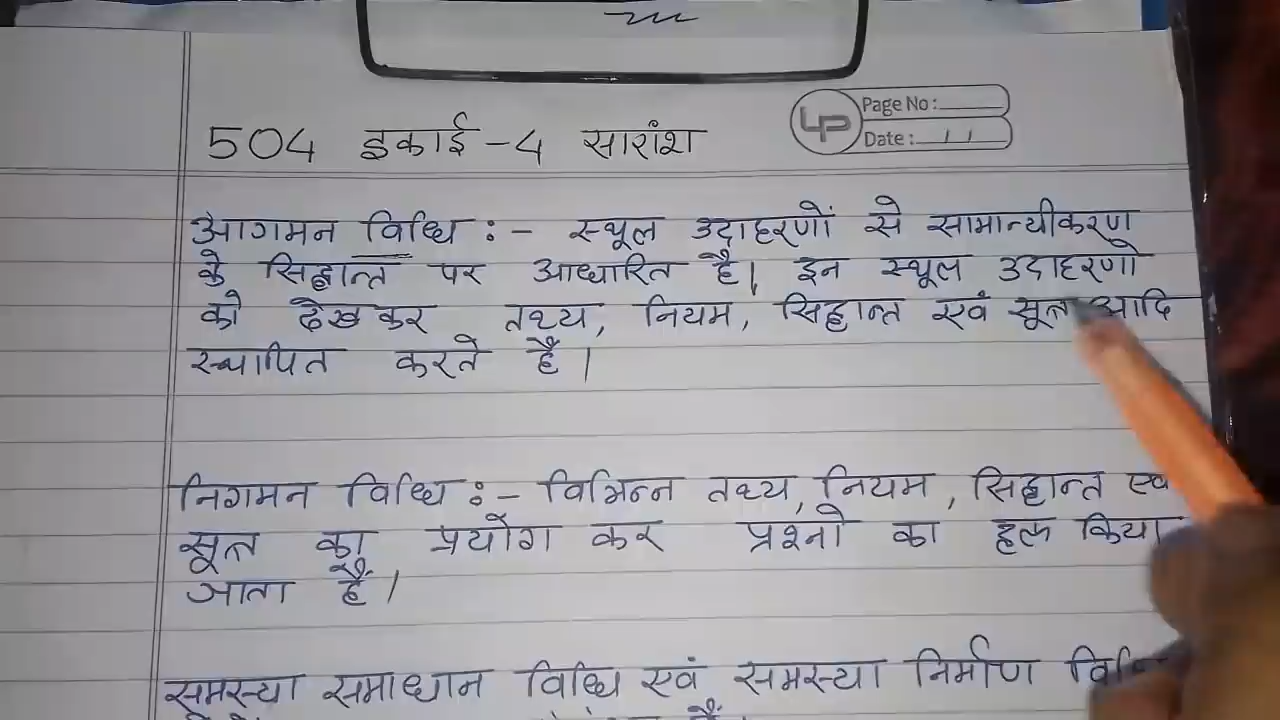 Page No :
Date :
504 इकाई - 4 सारांश
आगमन विधि :- स्थूल उदाहरणों से सामान्यीकरण
के सिद्धान्त पर आधारित है। इन स्थूल उदाहरणो
को देखकर तथ्य, नियम, सिद्धान्त एवं सूत्र आदि
स्थापित करते है।
निगमन विधि :- विभिन्न तथ्य, नियम, सिद्धान्त एवं
सूत्र का प्रयोग कर प्रश्नो का हल किया
जाता है।
समस्या समाधान विधि एवं समस्या निर्माण